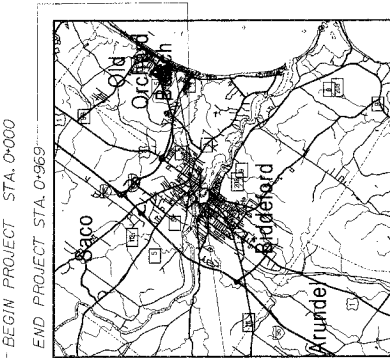 - BEGIN PROJECT STA. 0+000
END PROJECT STA. 0+969
Old
Orchard
Beach
Saco
Biddeford
Arundel